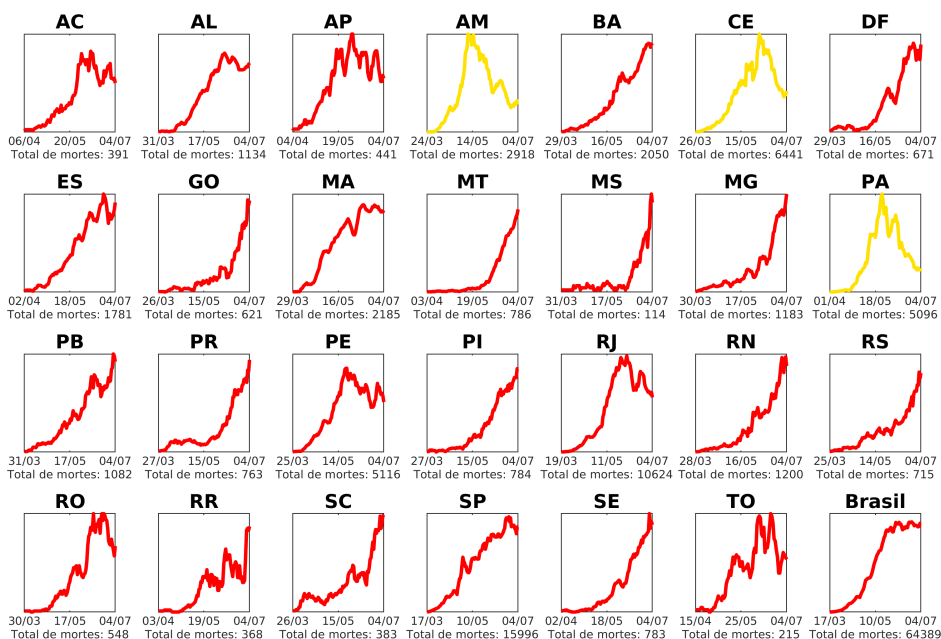 AC AL AP AM BA CE DF
06/04 20/05 04/07 31/03 17/05 04/07 04/04 19/05 04/07 24/03 13/05 04/07 29/03 16/05 04/07 26/03 15/05 04/07 29/03 16/05 04/07
Total de mortes: 391 Total de mortes: 1134 Total de mortes: 441 Total de mortes: 2918 Total de mortes: 2050 Total de mortes: 6441 Total de mortes: 671
ES GO MA MT MS MG PA
02/04 18/05 04/07 26/03 15/05 04/07 29/03 16/05 04/07 03/04 19/05 04/07 31/03 17/05 04/07 30/03 17/05 04/07 01/04 18/05 04/07
Total de mortes: 1781 Total de mortes: 621 Total de mortes: 2185 Total de mortes: 786 Total de mortes: 114 Total de mortes: 1183 Total de mortes: 5096
PB PR PE PI RJ RN RS
31/03 17/05 04/07 27/03 15/05 04/07 25/03 14/05 04/07 27/03 15/05 04/07 19/03 11/05 04/07 28/03 16/05 04/07 25/03 14/05 04/07
Total de mortes: 1082 Total de mortes: 763 Total de mortes: 5116 Total de mortes: 784 Total de mortes: 10624 Total de mortes: 1200 Total de mortes: 715
RO RR SC SP SE TO Brasil
30/03 17/05 04/07 03/04 19/05 04/07 26/03 15/05 04/07 17/03 10/05 04/07 02/04 18/05 04/07 15/04 25/05 04/07 17/03 10/05 04/07
Total de mortes: 548 Total de mortes: 368 Total de mortes: 383 Total de mortes: 15996 Total de mortes: 783 Total de mortes: 215 Total de mortes: 64365